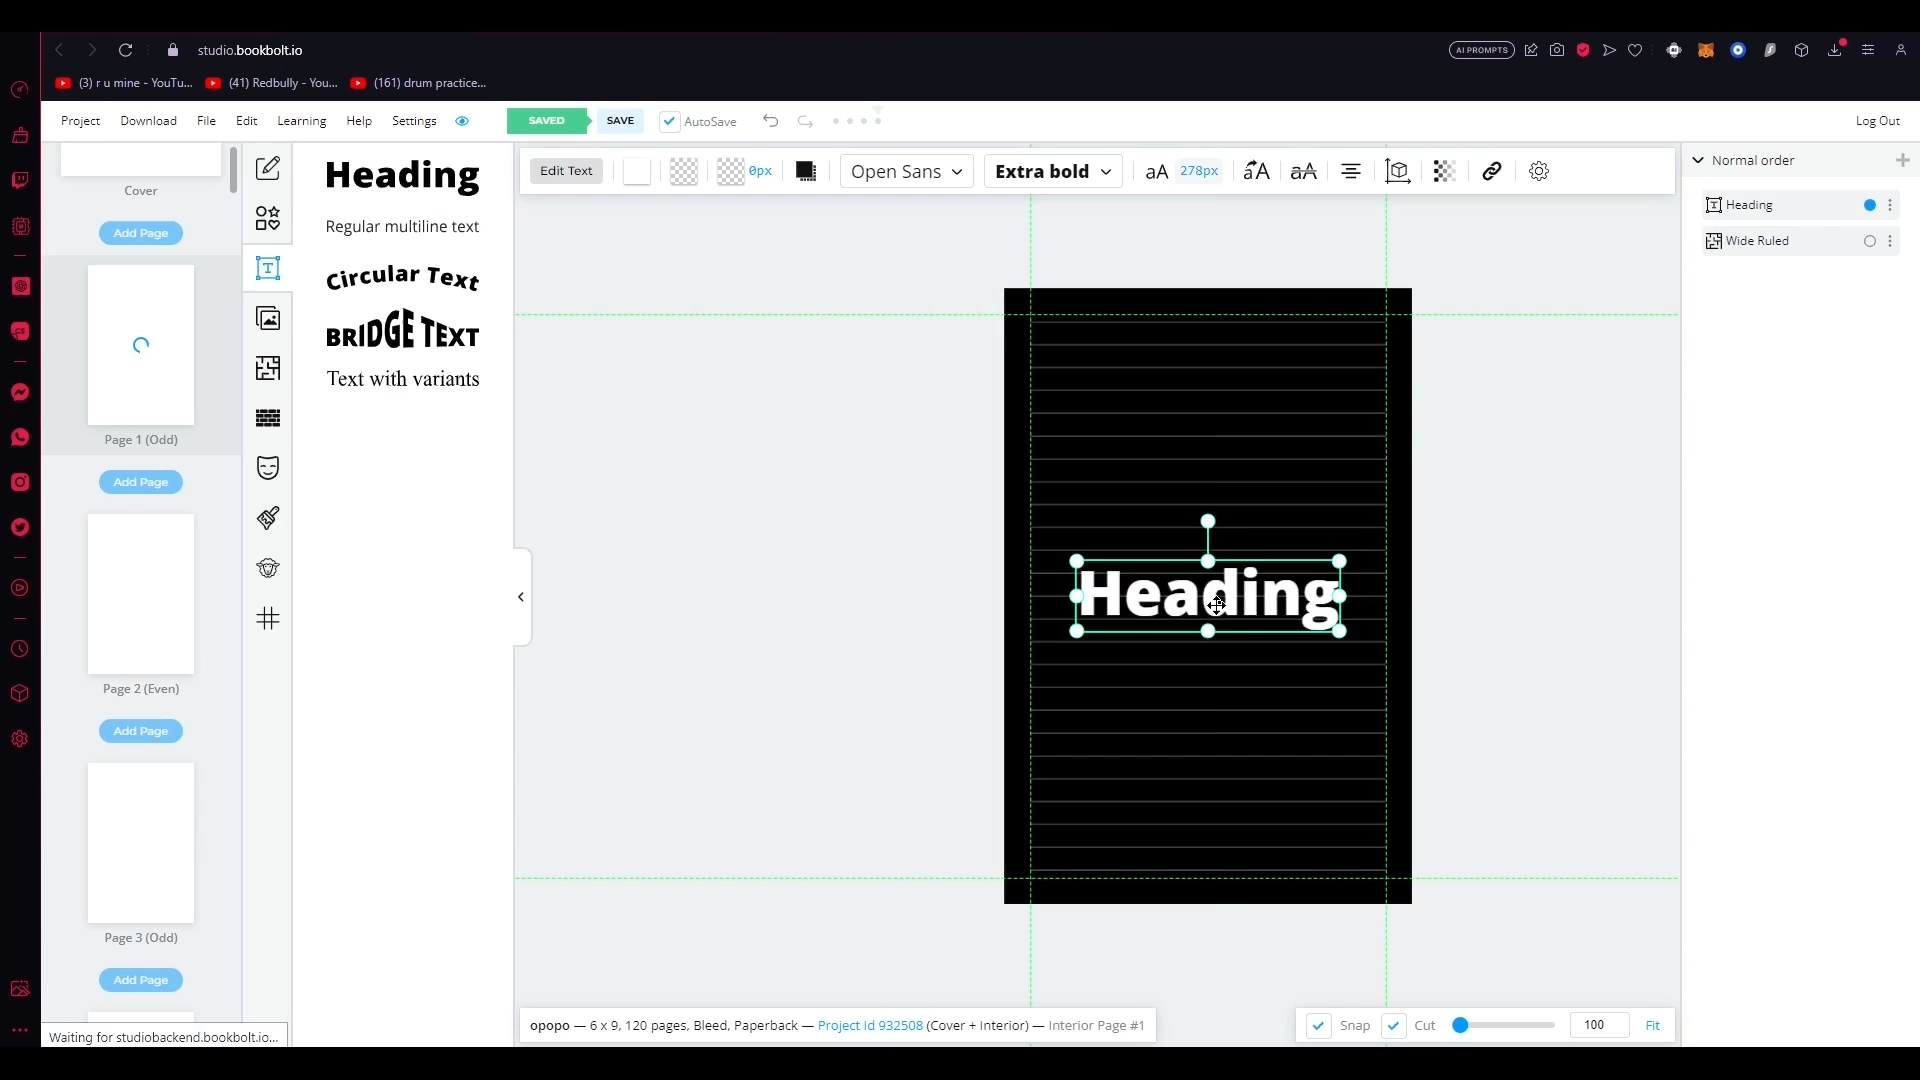 studio.bookbolt.io
AI PROMPTS
(3) r u mine - YouTu...
(41) Redbully - You...
(161) drum practice...
Project
Download
File
Edit
Learning
Help
Settings
SAVED
SAVE
AutoSave
Log Out
Cover
Add Page
Page 1 (Odd)
Add Page
Page 2 (Even)
Add Page
Page 3 (Odd)
Add Page
Waiting for studiobackend.bookbolt.io...
Heading
Regular multiline text
Circular Text
BRIDGE TEXT
Text with variants
Edit Text
0px
Open Sans
Extra bold
aA
278px
Heading
Normal order
Heading
Wide Ruled
opopo — 6 x 9, 120 pages, Bleed, Paperback — Project Id 932508 (Cover + Interior) — Interior Page #1
Snap
Cut
100
Fit